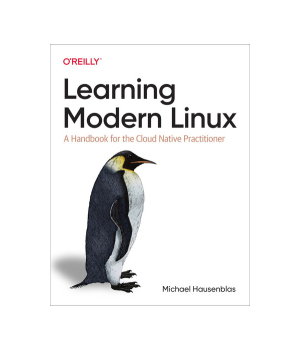 O'REILLY®
Learning
Modern Linux
A Handbook for the Cloud Native Practitioner
Michael Hausenblas